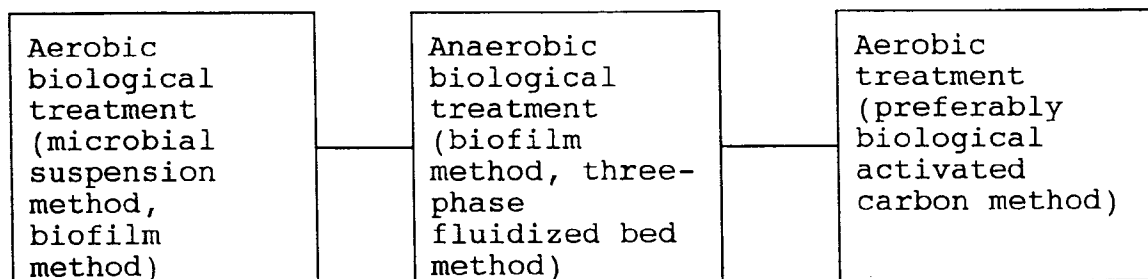 Aerobic
biological
treatment
(microbial
suspension
method,
biofilm
method)
Anaerobic
biological
treatment
(biofilm
method, three-
phase
fluidized bed
method)
Aerobic
treatment
(preferably
biological
activated
carbon method)